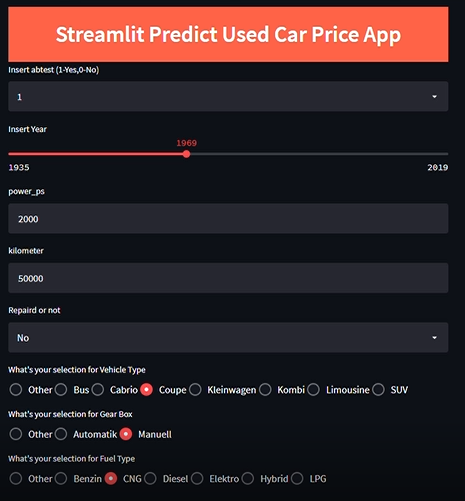 Streamlit Predict Used Car Price App
Insert abtest (1-Yes,0-No)
1
Insert Year
1969
1935 2019
power_ps
2000
kilometer
50000
Repaird or not
No
What's your selection for Vehicle Type
Other Bus Cabrio Coupe Kleinwagen Kombi Limousine SUV
What's your selection for Gear Box
Other Automatik Manuell
What's your selection for Fuel Type
Other Benzin CNG Diesel Elektro Hybrid LPG